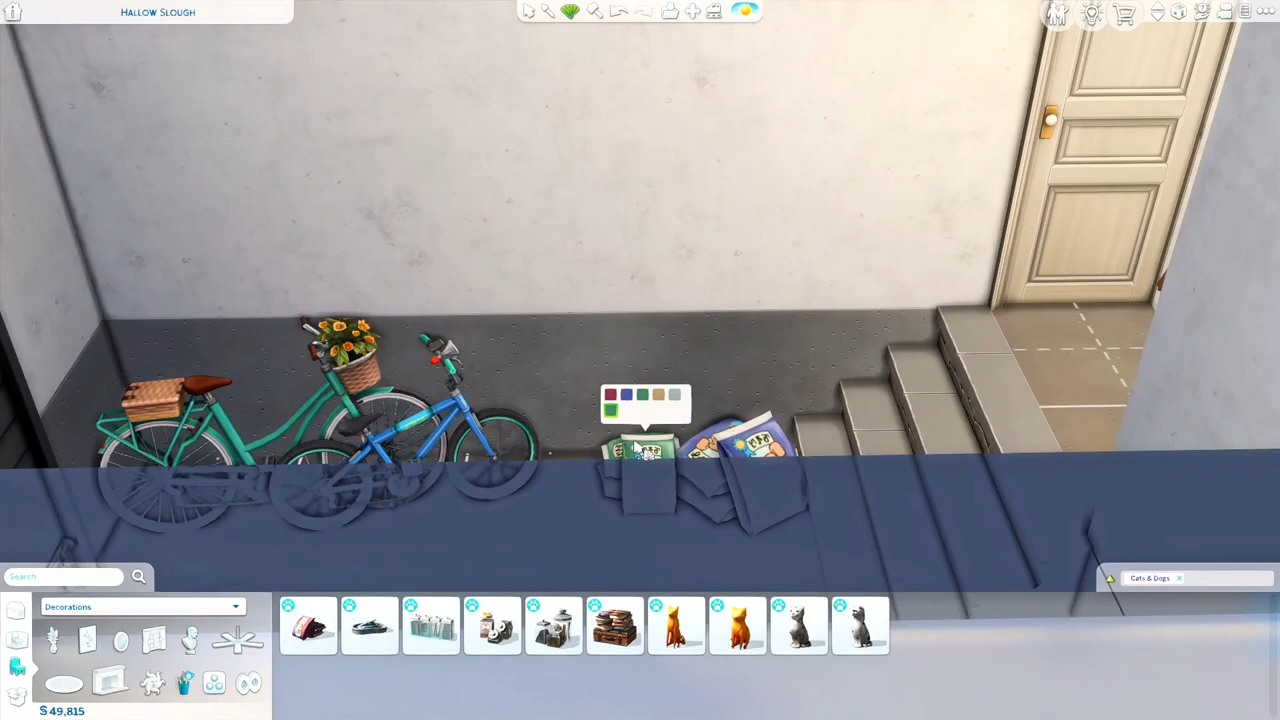 HALLOW SLOUGH
Search
Decorations
Cats & Dogs
§49,815